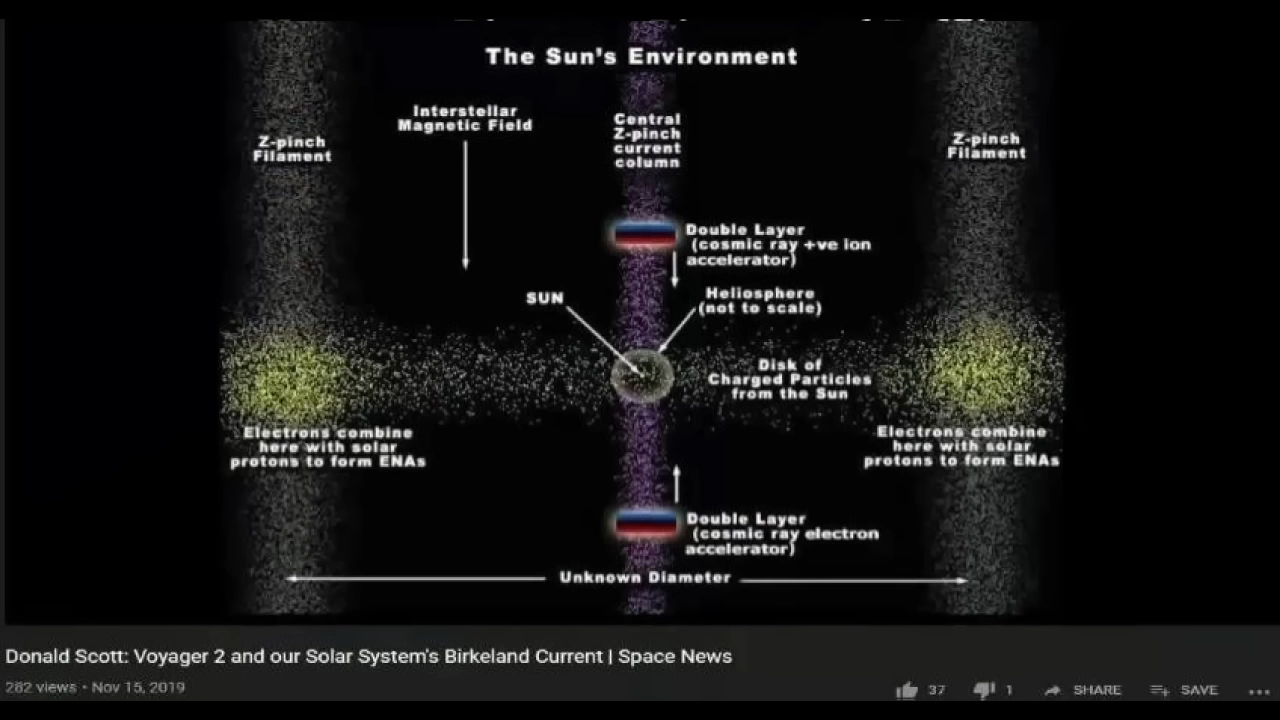 The Sun's Environment
Interstellar
Magnetic Field
Central
Z-pinch
current
column
Z-pinch
Filament
Z-pinch
Filament
Double Layer
(cosmic ray +ve ion
accelerator)
SUN
Heliosphere
(not to scale)
Disk of
Charged Particles
from the Sun
Electrons combine
here with solar
protons to form ENAs
Electrons combine
here with solar
protons to form ENAs
Double Layer
(cosmic ray electron
accelerator)
Unknown Diameter
Donald Scott: Voyager 2 and our Solar System's Birkeland Current | Space News
282 views • Nov 15, 2019
37
1
SHARE
SAVE